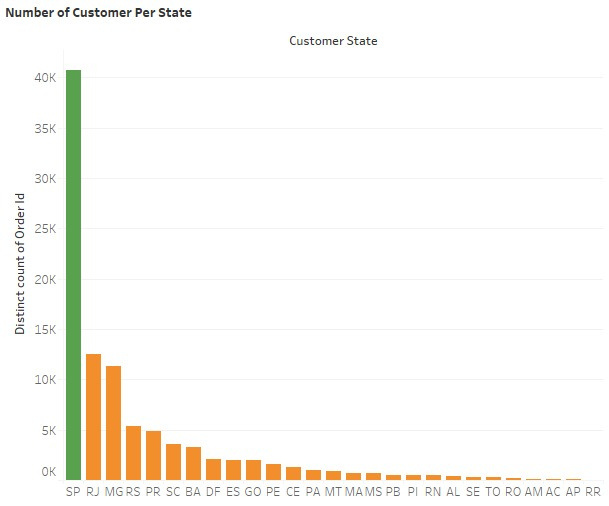 Number of Customer Per State
Customer State
Distinct count of Order Id
40K
35K
30K
25K
20K
15K
10K
5K
0K
SP RJ MG RS PR SC BA DF ES GO PE CE PA MT MA MS PB PI RN AL SE TO RO AM AC AP RR